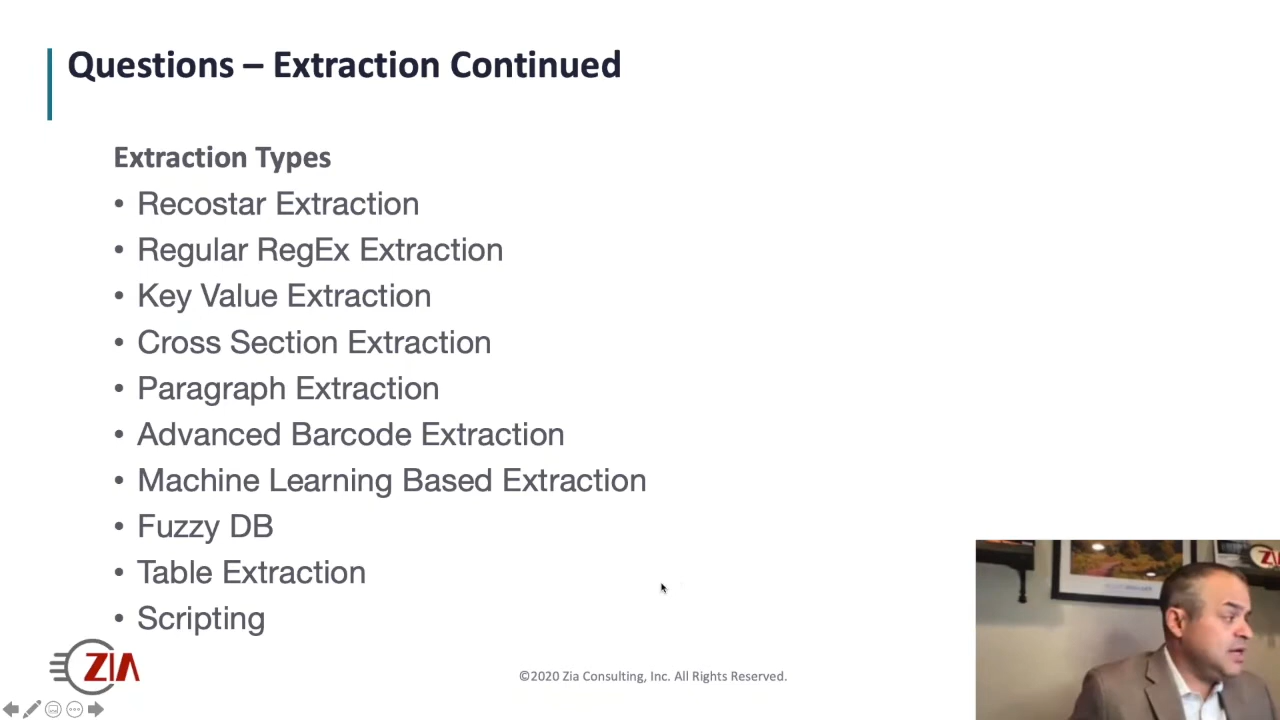 Questions – Extraction Continued
Extraction Types
• Recostar Extraction
• Regular RegEx Extraction
• Key Value Extraction
• Cross Section Extraction
• Paragraph Extraction
• Advanced Barcode Extraction
• Machine Learning Based Extraction
• Fuzzy DB
• Table Extraction
• Scripting
ZIA
©2020 Zia Consulting, Inc. All Rights Reserved.
ZIA